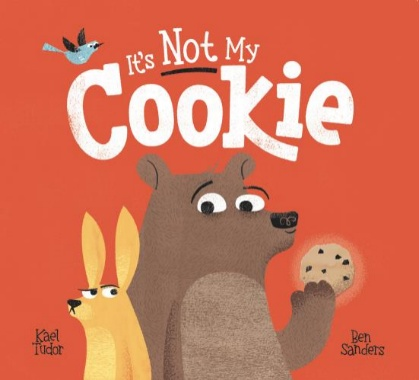 It's Not My
Cookie
Kael
Tudor
Ben
Sanders